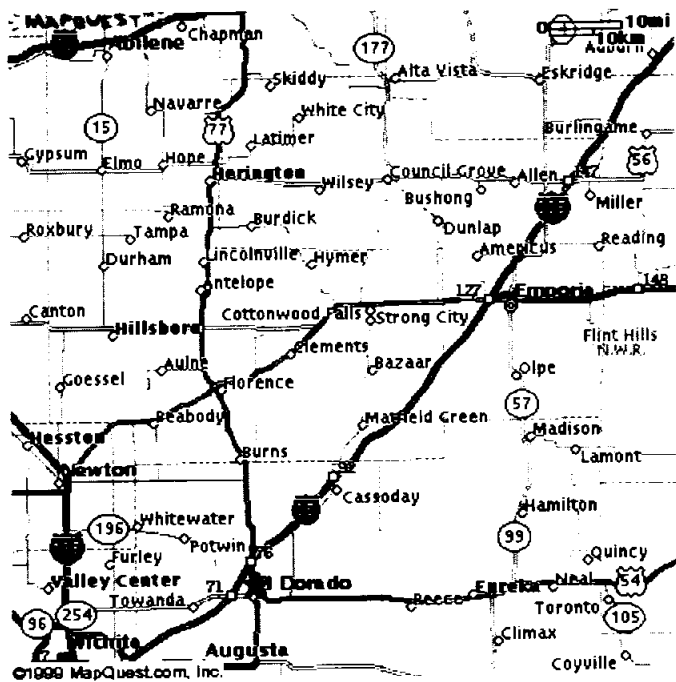 MAPQUEST
Chapman
Abilene
177
0 10mi
10km
Auburn
Skiddy
Alta Vista
Eskridge
Navarre
White City
15
77
Latimer
Burlingame
56
Gypsum
Elmo
Hope
Herington
Wilsey
Council Grove
Allen
147
Bushong
Miller
Ramona
Burdick
Dunlap
Roxbury
Tampa
Americus
Reading
Durham
Lincolnville
Hymer
Antelope
127
Emporia
148
Canton
Hillsboro
Cottonwood Falls
Strong City
Flint Hills
N.W.R.
Clements
Aulne
Bazaar
Olpe
Goessel
Florence
57
Peabody
Matfield Green
Madison
Hesston
Burns
Lamont
Newton
92
Cassoday
Hamilton
196
Whitewater
Potwin
99
76
Furley
Quincy
Valley Center
71
El Dorado
Eureka
Neal
54
96
254
Towanda
Reece
Toronto
105
Wichita
Augusta
Climax
Coyville
©1999 MapQuest.com, Inc.